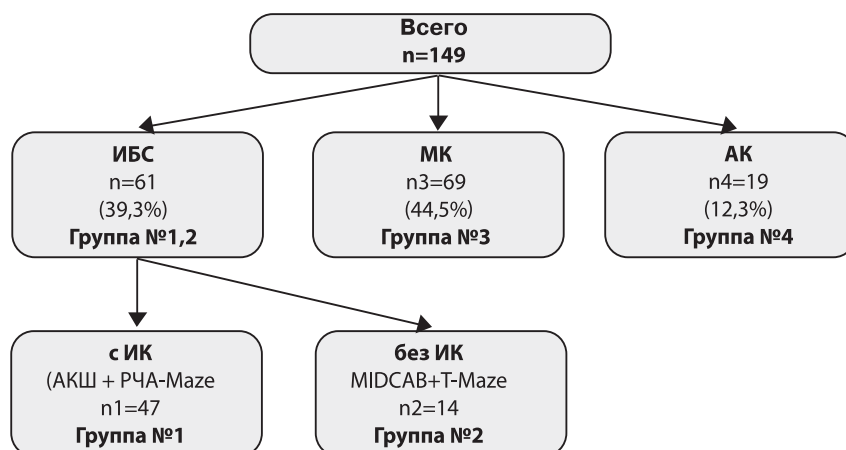 Всего
n=149
ИБС
n=61
(39,3%)
Группа №1,2
МК
n3=69
(44,5%)
Группа №3
АК
n4=19
(12,3%)
Группа №4
с ИК
(АКШ + РЧА-Maze
n1=47
Группа №1
без ИК
MIDCAB+T-Maze
n2=14
Группа №2